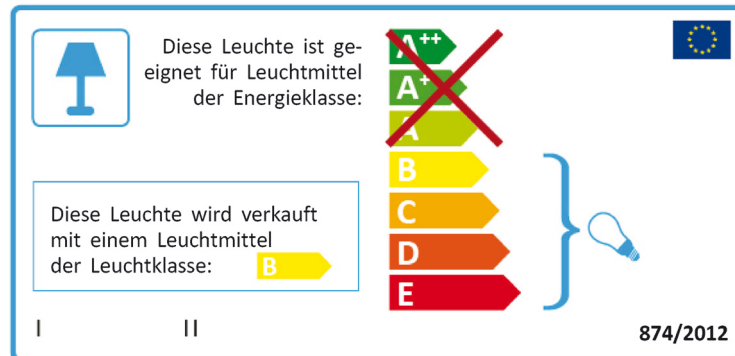 Diese Leuchte ist ge-
eignet für Leuchtmittel
der Energieklasse:
A++
A+
A
B
C
D
E
Diese Leuchte wird verkauft
mit einem Leuchtmittel
der Leuchtklasse: B
I II
874/2012